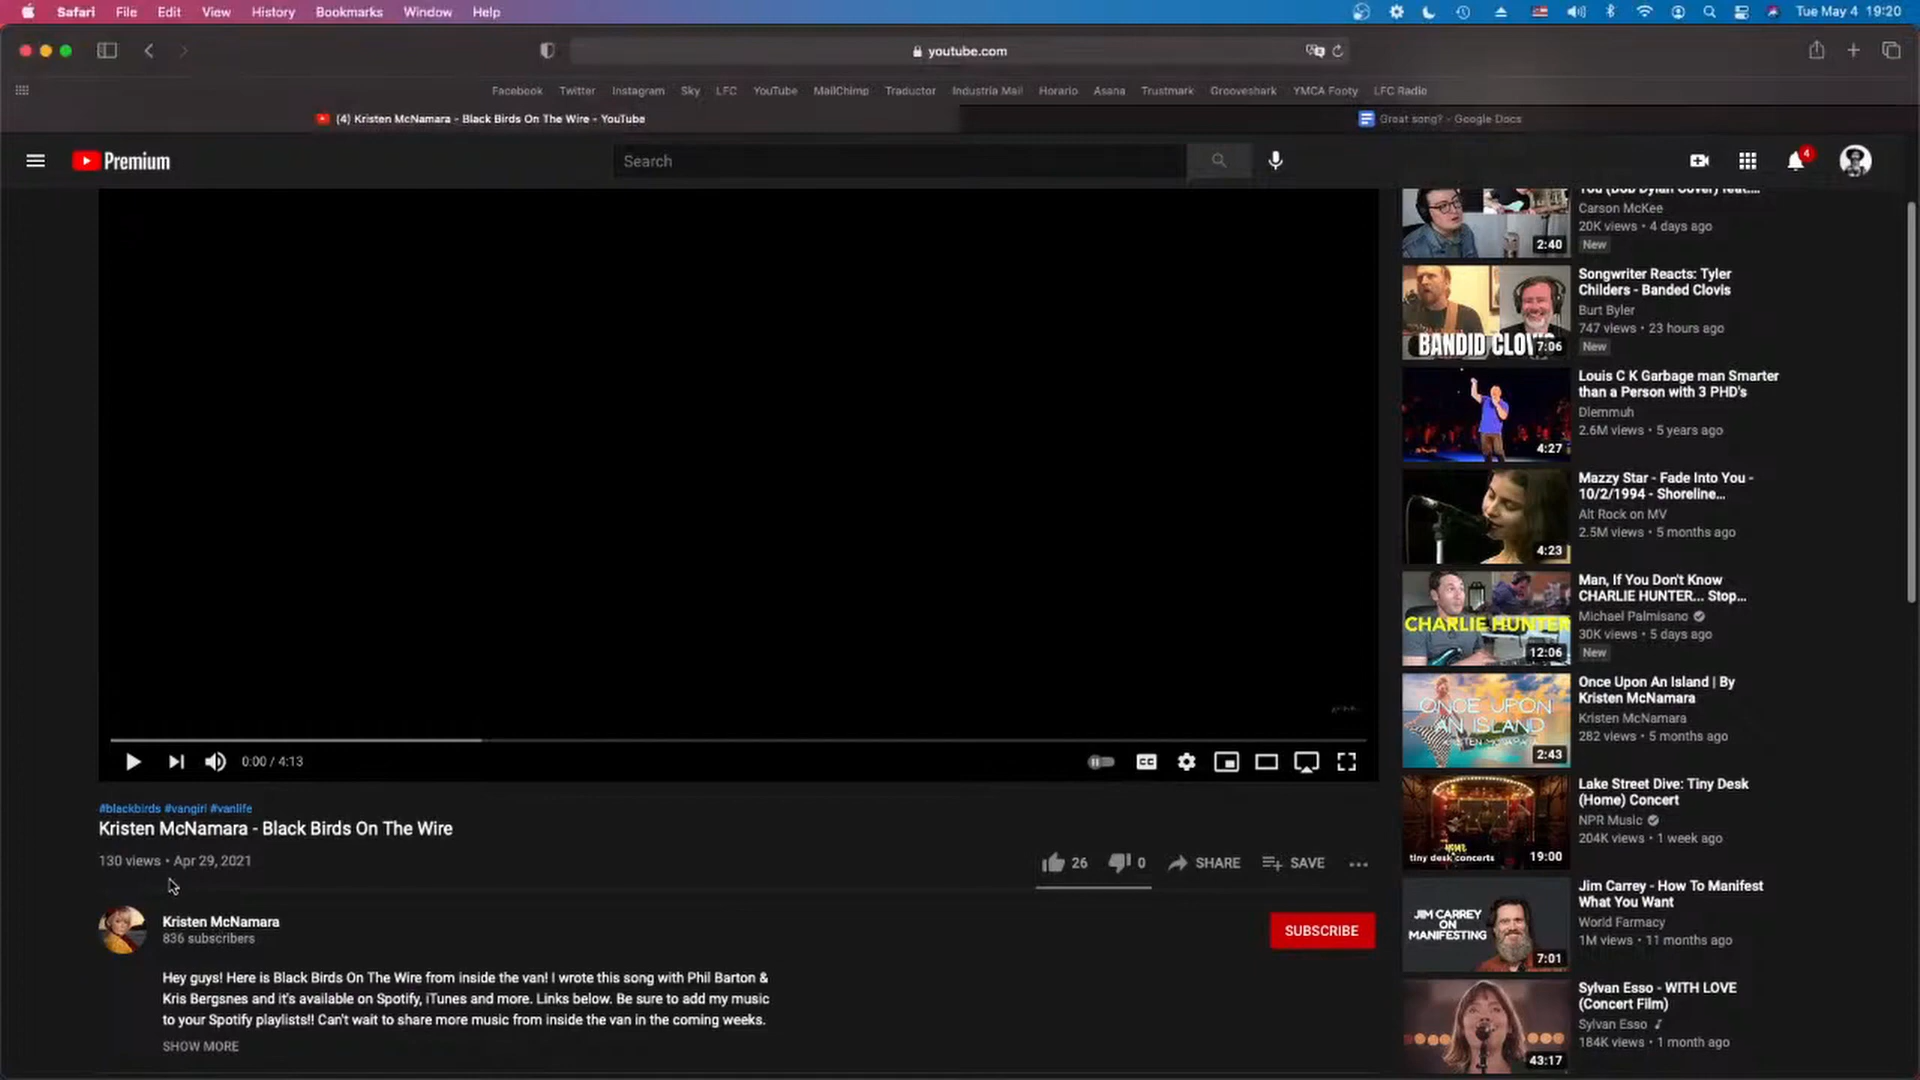 Safari File Edit View History Bookmarks Window Help
Tue May 4 19:20
youtube.com
Facebook Twitter Instagram Sky LFC YouTube MailChimp Traductor Industria Mail Horario Asana Trustmark Grooveshark YMCA Footy LFC Radio
(4) Kristen McNamara - Black Birds On The Wire - YouTube
Great song? - Google Docs
Premium
Search
4
You (Bob Dylan Cover) feat....
Carson McKee
20K views • 4 days ago
New
2:40
Songwriter Reacts: Tyler
Childers - Banded Clovis
Burt Byler
747 views • 23 hours ago
New
BANDID CLOVIS
7:06
Louis C K Garbage man Smarter
than a Person with 3 PHD's
Dlemmuh
2.6M views • 5 years ago
4:27
Mazzy Star - Fade Into You -
10/2/1994 - Shoreline...
Alt Rock on MV
2.5M views • 5 months ago
4:23
Man, If You Don't Know
CHARLIE HUNTER... Stop...
Michael Palmisano
30K views • 5 days ago
New
CHARLIE HUNTER
12:06
Once Upon An Island | By
Kristen McNamara
Kristen McNamara
282 views • 5 months ago
ONCE UPON
AN ISLAND
KRISTEN MCNAMARA
2:43
Lake Street Dive: Tiny Desk
(Home) Concert
NPR Music
204K views • 1 week ago
HOME
tiny desk concerts
19:00
Jim Carrey - How To Manifest
What You Want
World Farmacy
1M views • 11 months ago
JIM CARREY
ON
MANIFESTING
7:01
Sylvan Esso - WITH LOVE
(Concert Film)
Sylvan Esso
184K views • 1 month ago
43:17
0:00 / 4:13
CC
#blackbirds #vangirl #vanlife
Kristen McNamara - Black Birds On The Wire
130 views • Apr 29, 2021
26 0 SHARE SAVE
Kristen McNamara
836 subscribers
SUBSCRIBE
Hey guys! Here is Black Birds On The Wire from inside the van! I wrote this song with Phil Barton &
Kris Bergsnes and it's available on Spotify, iTunes and more. Links below. Be sure to add my music
to your Spotify playlists!! Can't wait to share more music from inside the van in the coming weeks.
SHOW MORE